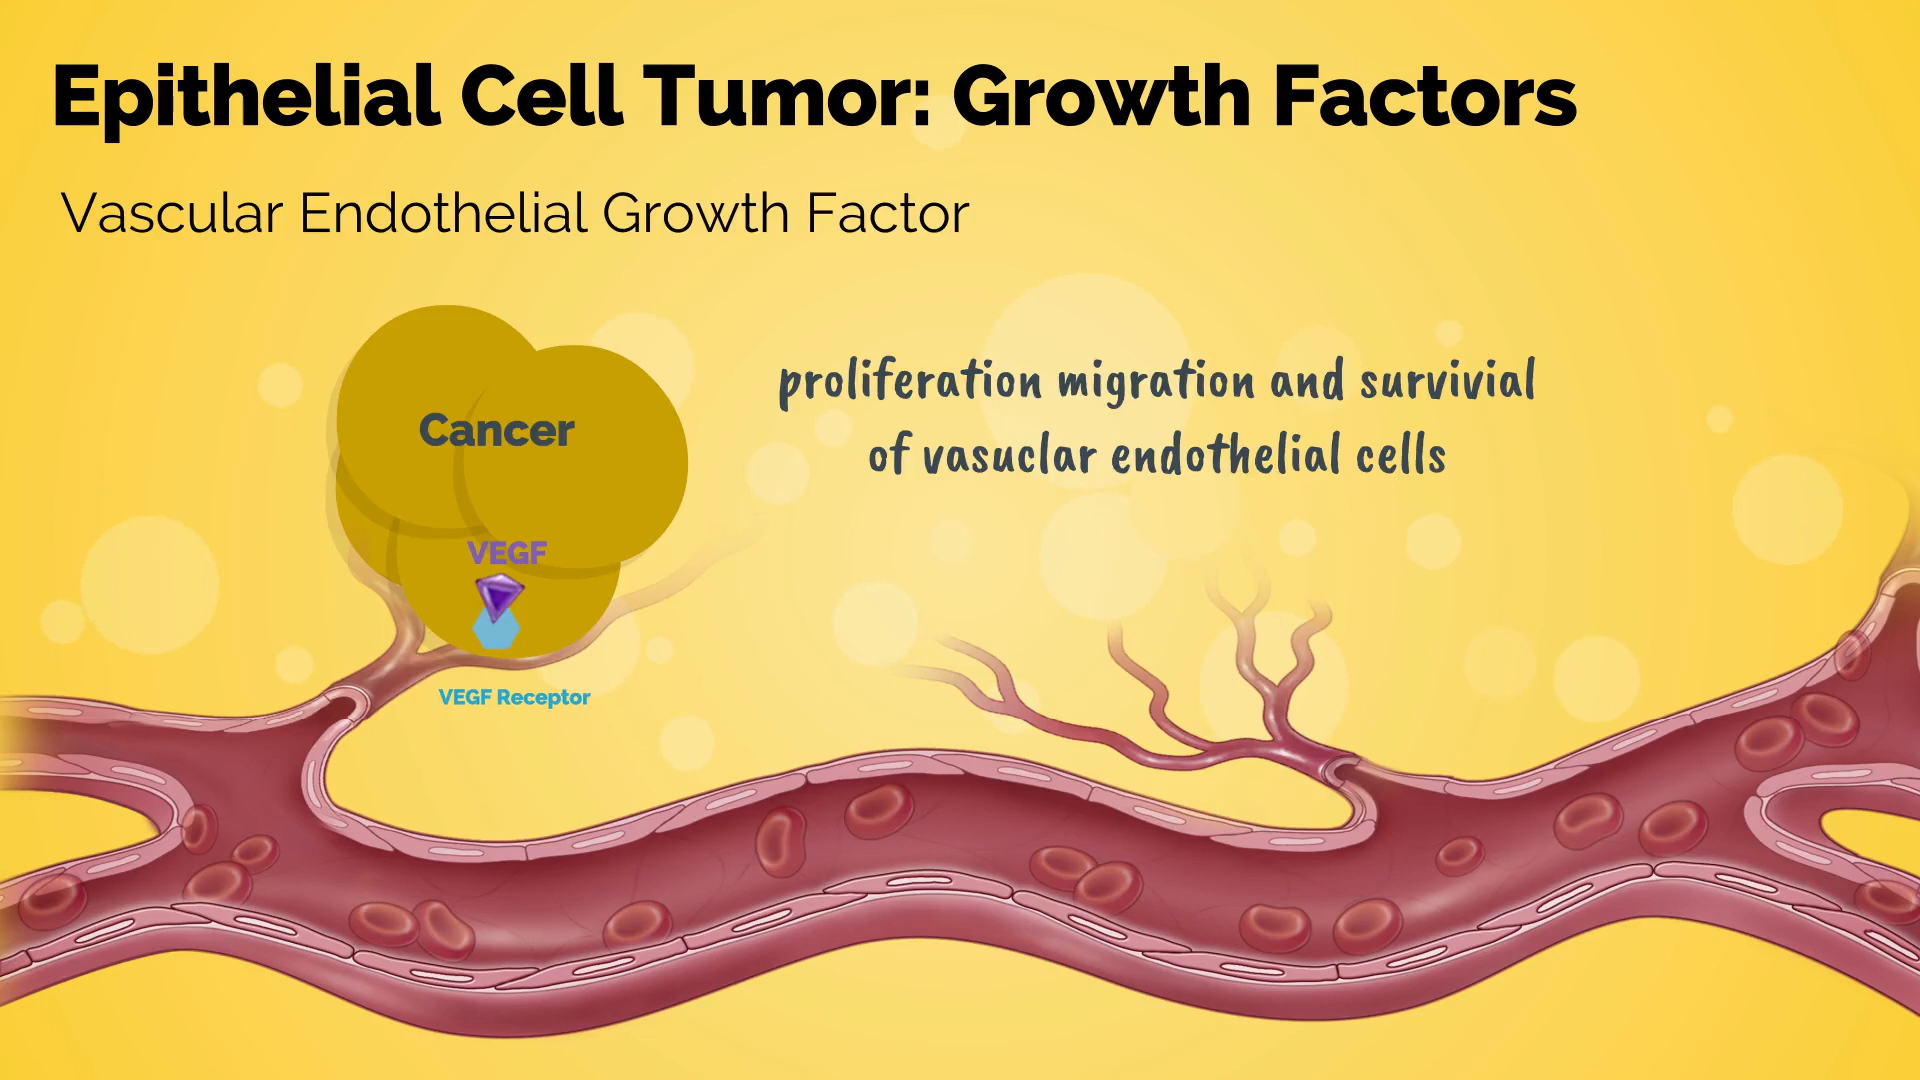 Epithelial Cell Tumor: Growth Factors
Vascular Endothelial Growth Factor
Cancer
proliferation migration and survivial
of vasuclar endothelial cells
VEGF
VEGF Receptor